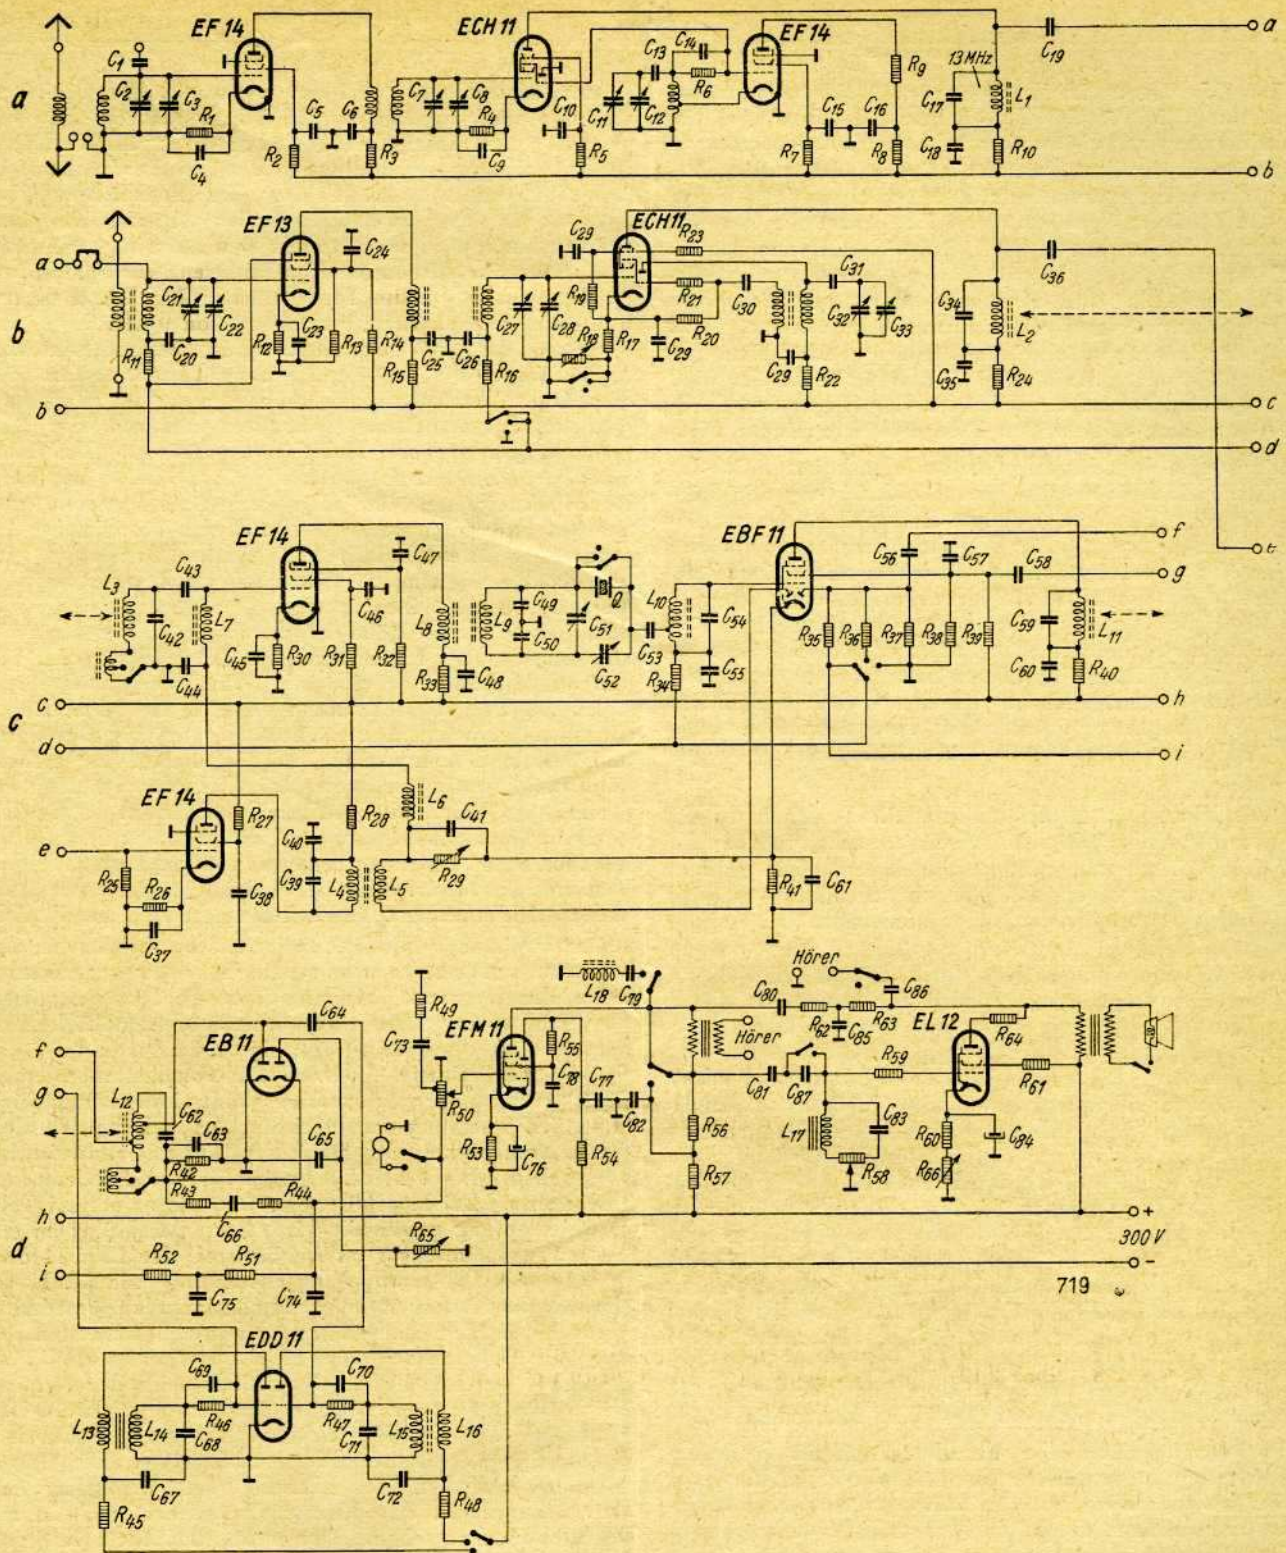 EF 14
ECH 11
EF 14
a
C19
a
C1
C2
C3
R1
C4
C5
C6
R2
R3
C7
C8
R4
C9
C10
R5
C11
C12
C13
C14
R6
C15
C16
R7
R8
R9
13 MHz
C17
L1
C18
R10
b
EF 13
ECH 11
a
C21
C22
C20
R11
C24
R12
C23
R13
R14
C25
C26
R15
R16
C29
R19
C27
C28
R18
R17
C29
R20
R21
R23
C30
C31
C32
C33
C29
R22
C34
L2
C35
R24
C36
b
b
c
d
EF 14
EBF 11
L3
C43
C42
L7
C44
C45
R30
R31
C46
C47
R32
L8
R33
C48
L9
C49
C50
C51
Q
C52
C53
L10
C54
R34
C55
R35
R36
R37
R38
R39
C56
C57
C58
C59
L11
C60
R40
f
g
e
c
c
d
h
i
EF 14
e
R25
R26
C37
R27
C38
C40
C39
L4
R28
L5
L6
C41
R29
R41
C61
f
g
EB 11
C64
L12
C62
C63
R42
R43
C66
R44
C65
R49
C73
R50
EFM 11
R53
C76
R55
C78
R54
C77
C82
L18
C79
Hörer
R56
R57
C80
R62
C85
R63
Hörer
C86
EL 12
C81
C87
R59
L17
C83
R58
R60
C84
R66
R64
R61
h
+
300 V
-
d
i
R52
R51
C75
C74
R65
719
EDD 11
C69
C70
L13
L14
R46
C68
R47
C71
L15
L16
C67
C72
R45
R48